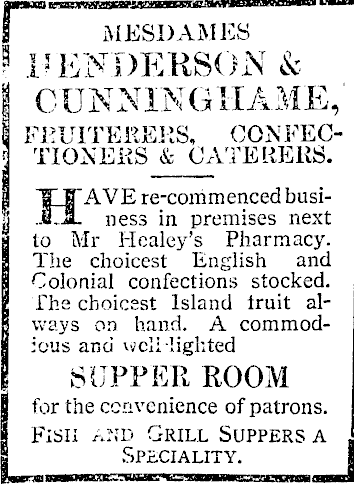 MESDAMES
HENDERSON &
CUNNINGHAME,
FRUITERERS, CONFEC-
TIONERS & CATERERS.
HAVE re-commenced busi-
ness in premises next
to Mr Healey's Pharmacy.
The choicest English and
Colonial confections stocked.
The choicest Island fruit al-
ways on hand. A commod-
ious and well-lighted
SUPPER ROOM
for the convenience of patrons.
FISH AND GRILL SUPPERS A
SPECIALITY.